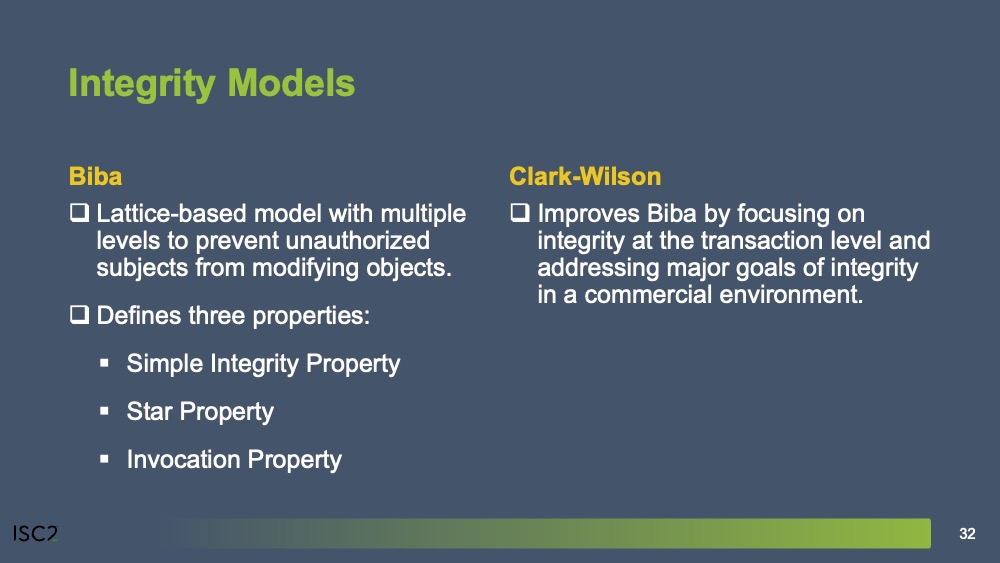 Integrity Models
Biba
Lattice-based model with multiple
levels to prevent unauthorized
subjects from modifying objects.
Defines three properties:
Simple Integrity Property
Star Property
Invocation Property
Clark-Wilson
Improves Biba by focusing on
integrity at the transaction level and
addressing major goals of integrity
in a commercial environment.
ISC2
32